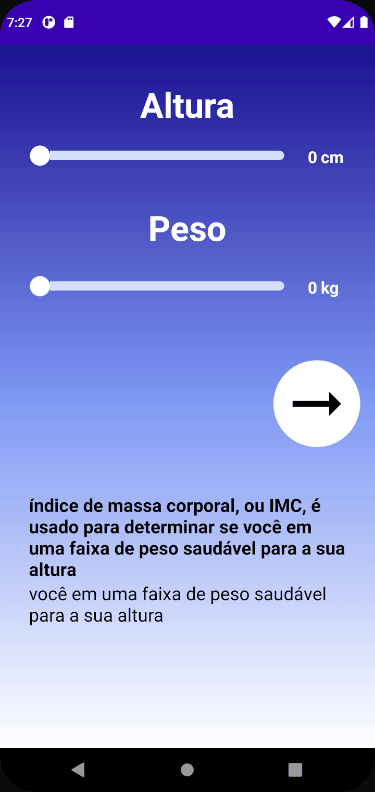 7:27
Altura
0 cm
Peso
0 kg
índice de massa corporal, ou IMC, é
usado para determinar se você em
uma faixa de peso saudável para a sua
altura
você em uma faixa de peso saudável
para a sua altura